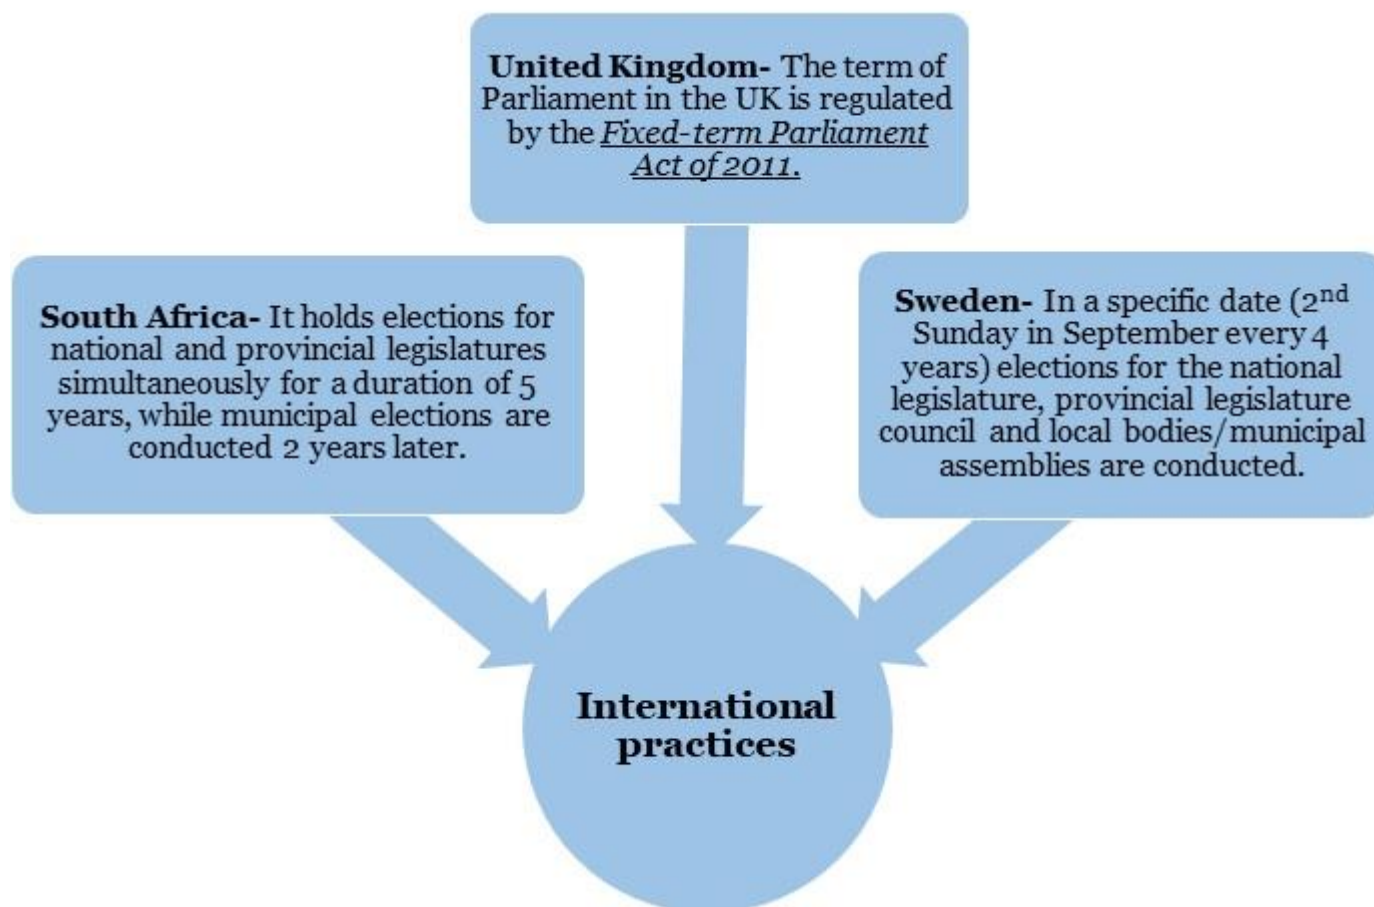 United Kingdom- The term of
Parliament in the UK is regulated
by the Fixed-term Parliament
Act of 2011.
South Africa- It holds elections for
national and provincial legislatures
simultaneously for a duration of 5
years, while municipal elections are
conducted 2 years later.
Sweden- In a specific date (2nd
Sunday in September every 4
years) elections for the national
legislature, provincial legislature
council and local bodies/municipal
assemblies are conducted.
International
practices